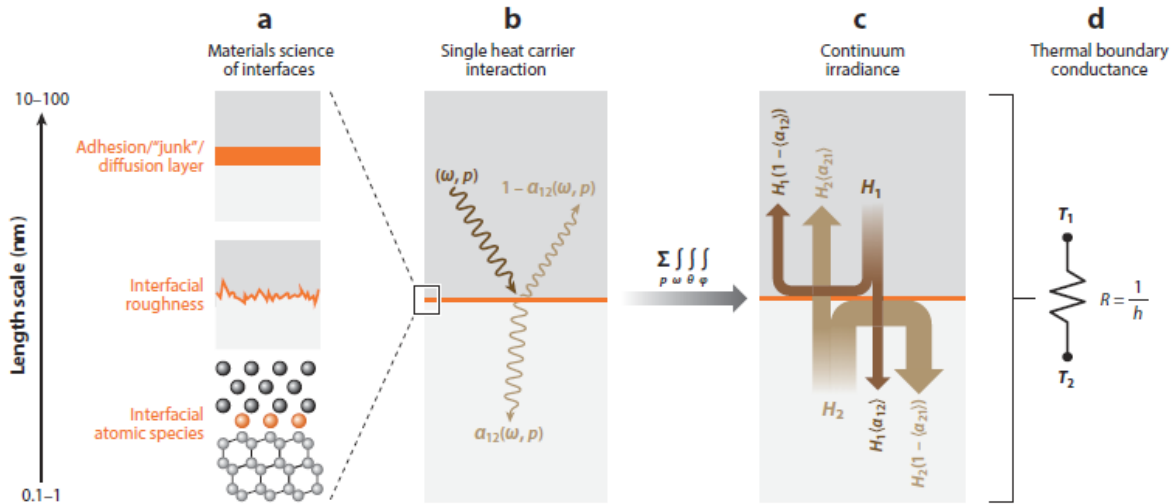 a
Materials science
of interfaces
b
Single heat carrier
interaction
c
Continuum
irradiance
d
Thermal boundary
conductance
10–100
Length scale (nm)
0.1–1
Adhesion/“junk”/
diffusion layer
Interfacial
roughness
Interfacial
atomic species
(ω, p)
1 – α₁₂(ω, p)
α₁₂(ω, p)
Σ ∫ ∫ ∫
p ω θ φ
H₁(1 – ⟨α₁₂⟩)
H₂⟨α₂₁⟩
H₁
H₂
H₁⟨α₁₂⟩
H₂(1 – ⟨α₂₁⟩)
T₁
R = 1/h
T₂